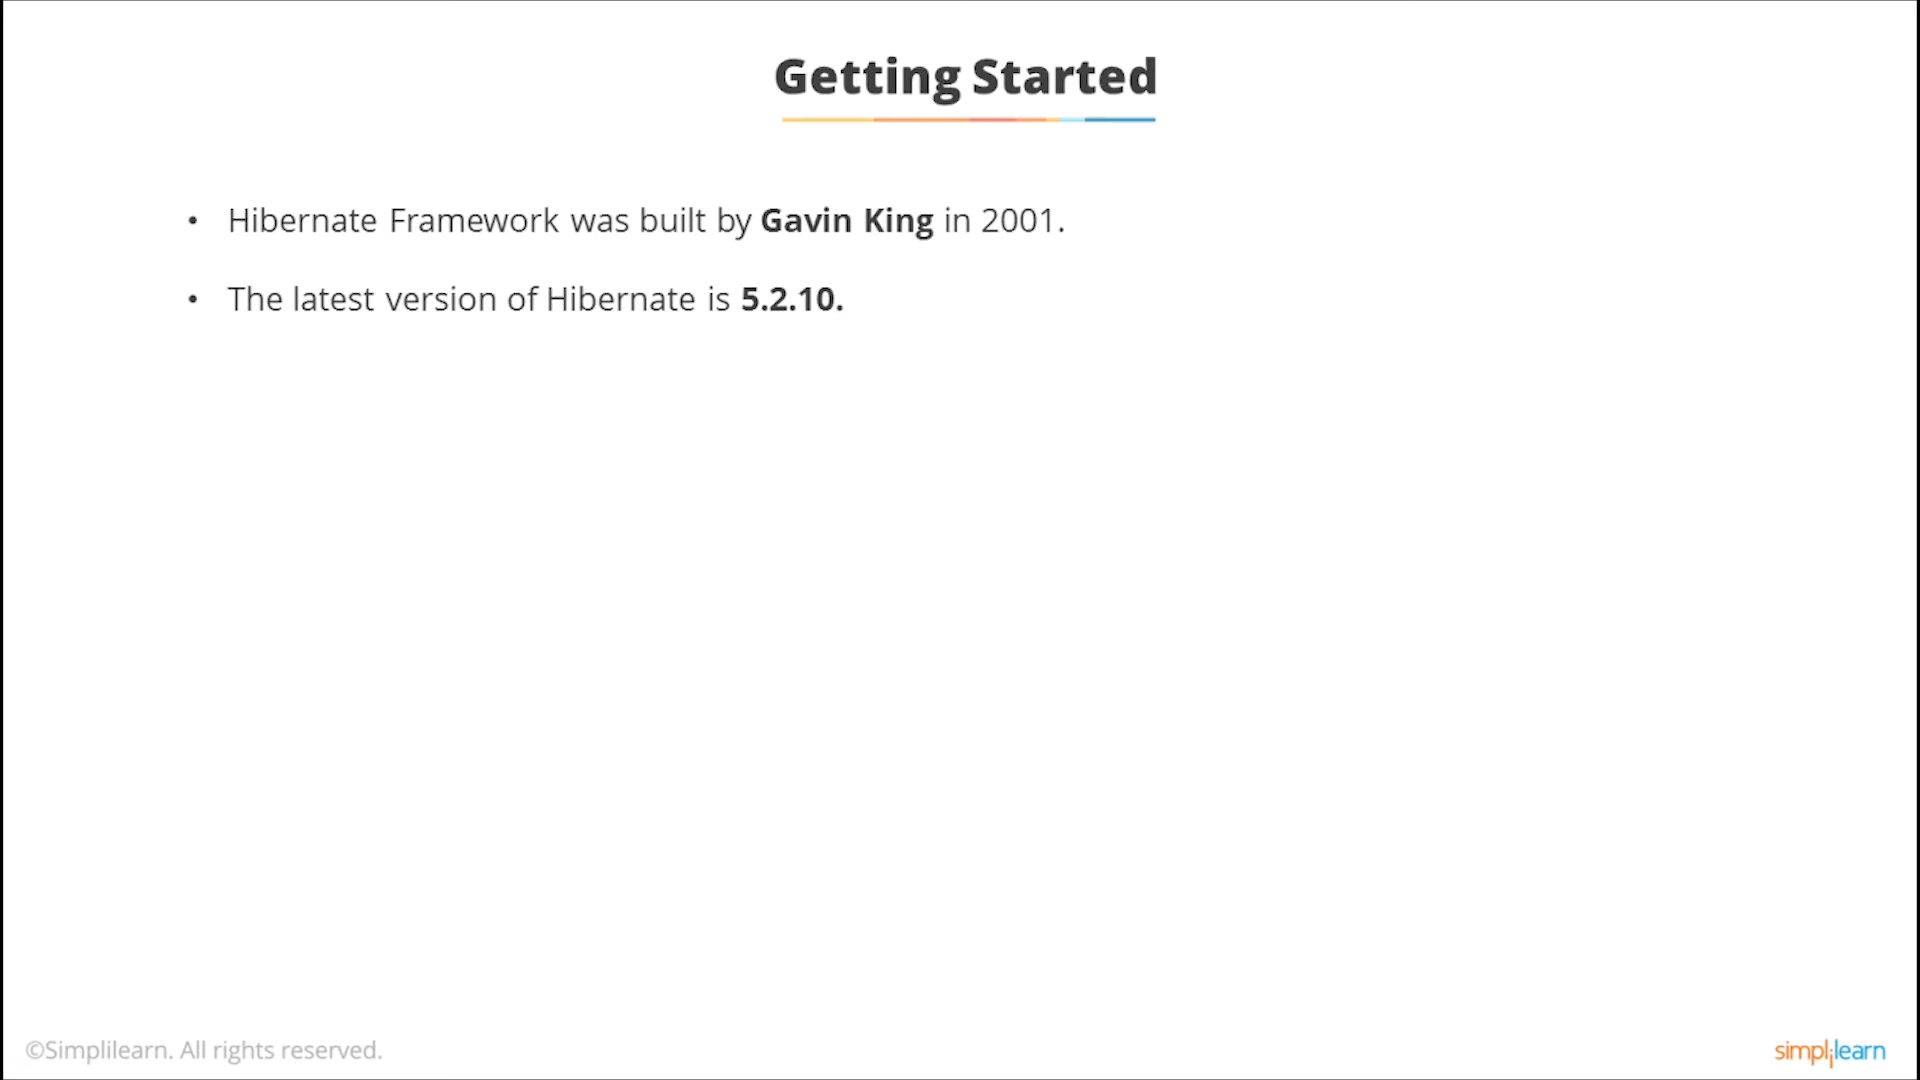 Getting Started
• Hibernate Framework was built by Gavin King in 2001.
• The latest version of Hibernate is 5.2.10.
©Simplilearn. All rights reserved.
simplilearn